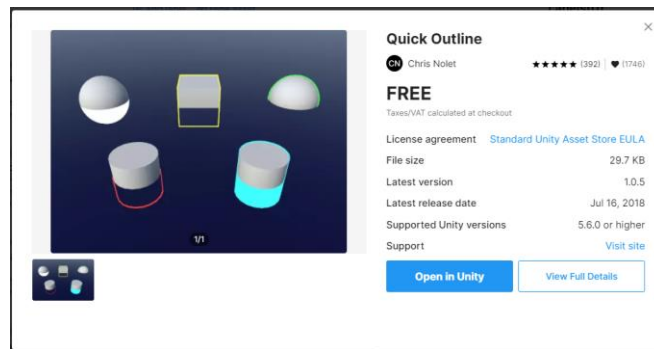 Quick Outline
CN Chris Nolet ★★★★★ (392) | ♥ (1746)
FREE
Taxes/VAT calculated at checkout
License agreement Standard Unity Asset Store EULA
File size 29.7 KB
Latest version 1.0.5
Latest release date Jul 16, 2018
Supported Unity versions 5.6.0 or higher
Support Visit site
1/1
Open in Unity View Full Details